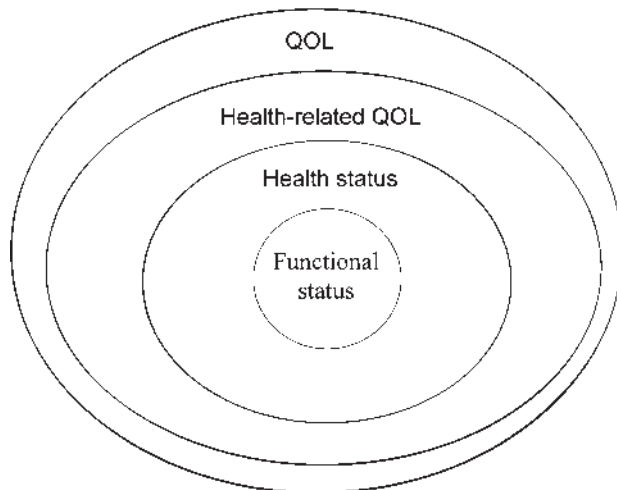 QOL
Health-related QOL
Health status
Functional
status